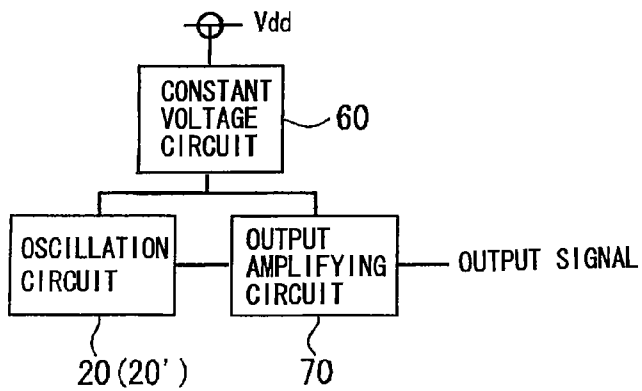 Vdd
CONSTANT
VOLTAGE
CIRCUIT
60
OSCILLATION
CIRCUIT
OUTPUT
AMPLIFYING
CIRCUIT
OUTPUT SIGNAL
20(20')
70